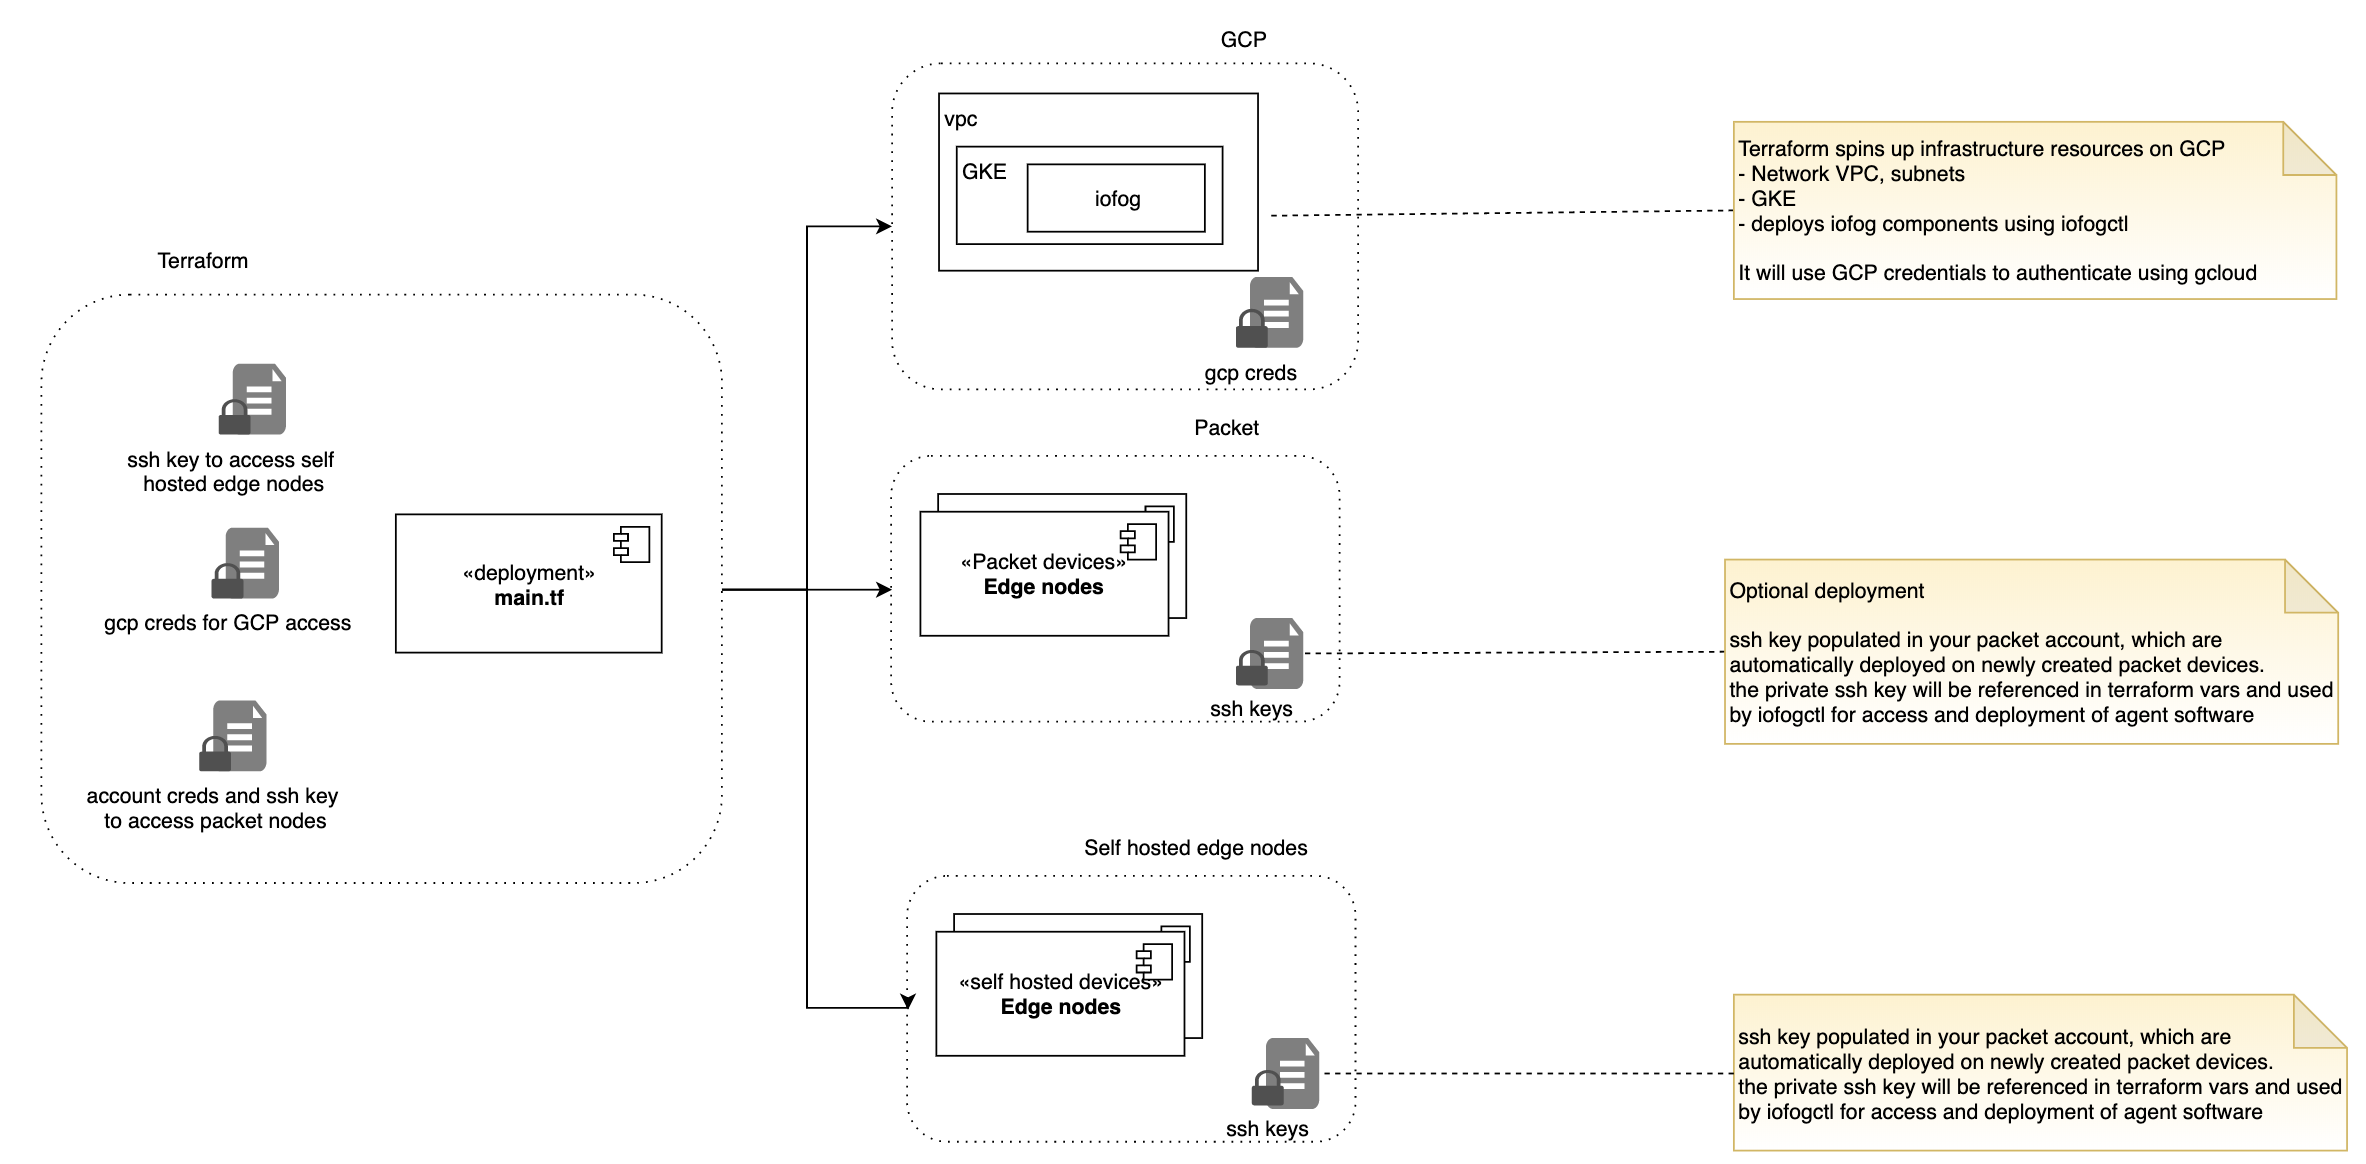 GCP
vpc
GKE
iofog
gcp creds
Terraform spins up infrastructure resources on GCP
- Network VPC, subnets
- GKE
- deploys iofog components using iofogctl
It will use GCP credentials to authenticate using gcloud
Terraform
ssh key to access self
hosted edge nodes
gcp creds for GCP access
account creds and ssh key
to access packet nodes
«deployment»
main.tf
Packet
«Packet devices»
Edge nodes
ssh keys
Optional deployment
ssh key populated in your packet account, which are
automatically deployed on newly created packet devices.
the private ssh key will be referenced in terraform vars and used
by iofogctl for access and deployment of agent software
Self hosted edge nodes
«self hosted devices»
Edge nodes
ssh keys
ssh key populated in your packet account, which are
automatically deployed on newly created packet devices.
the private ssh key will be referenced in terraform vars and used
by iofogctl for access and deployment of agent software